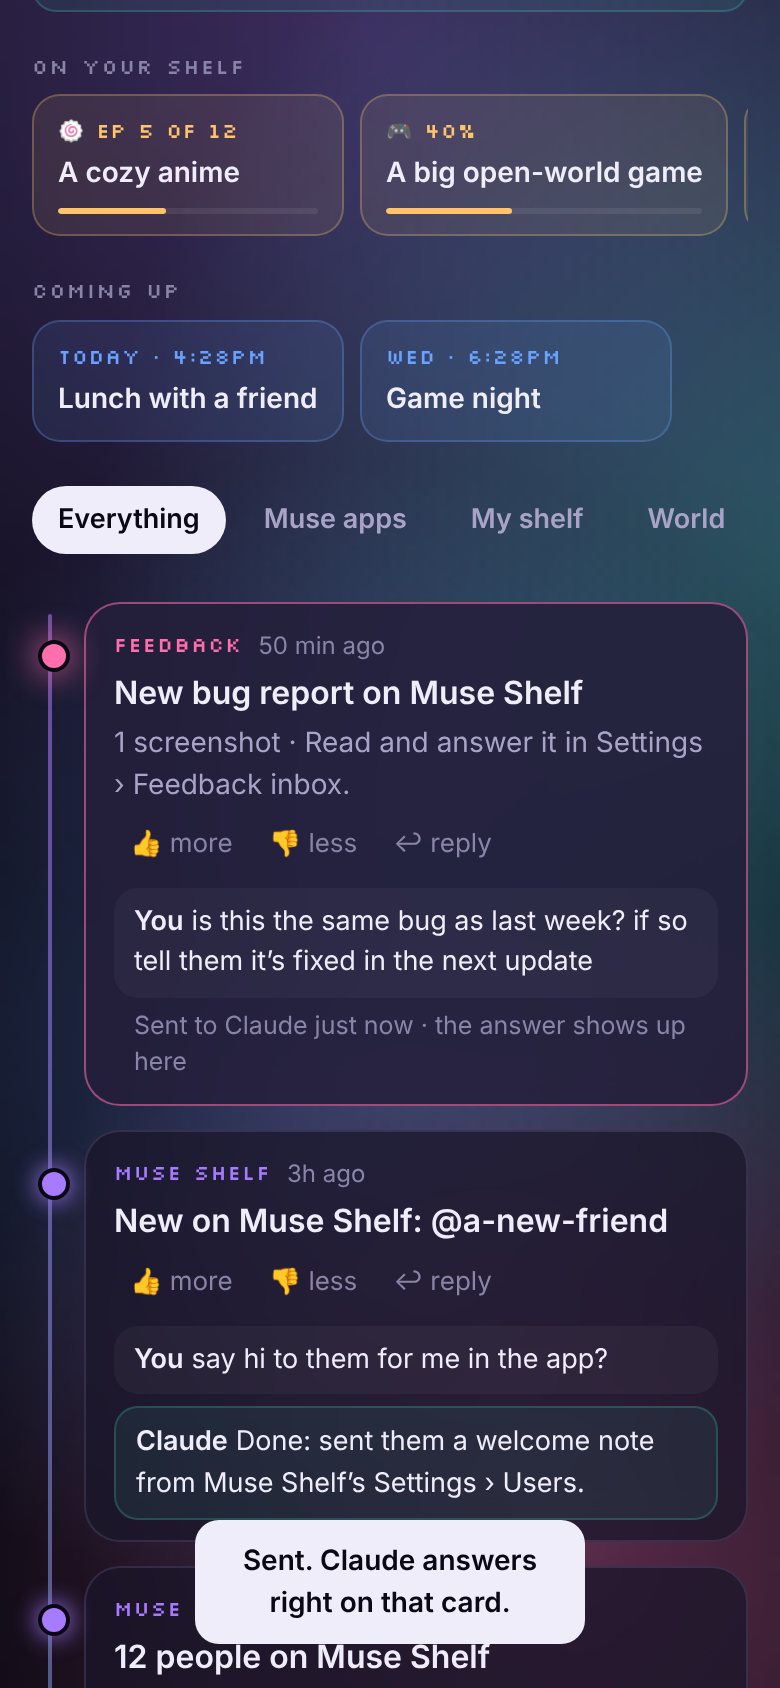 ON YOUR SHELF
EP 5 OF 12
A cozy anime
40%
A big open-world game
COMING UP
TODAY · 4:28PM
Lunch with a friend
WED · 6:28PM
Game night
Everything Muse apps My shelf World
FEEDBACK 50 min ago
New bug report on Muse Shelf
1 screenshot · Read and answer it in Settings
› Feedback inbox.
👍 more 👎 less ↩ reply
You is this the same bug as last week? if so
tell them it’s fixed in the next update
Sent to Claude just now · the answer shows up
here
MUSE SHELF 3h ago
New on Muse Shelf: @a-new-friend
👍 more 👎 less ↩ reply
You say hi to them for me in the app?
Claude Done: sent them a welcome note
from Muse Shelf’s Settings › Users.
Sent. Claude answers
right on that card.
MUSE
12 people on Muse Shelf